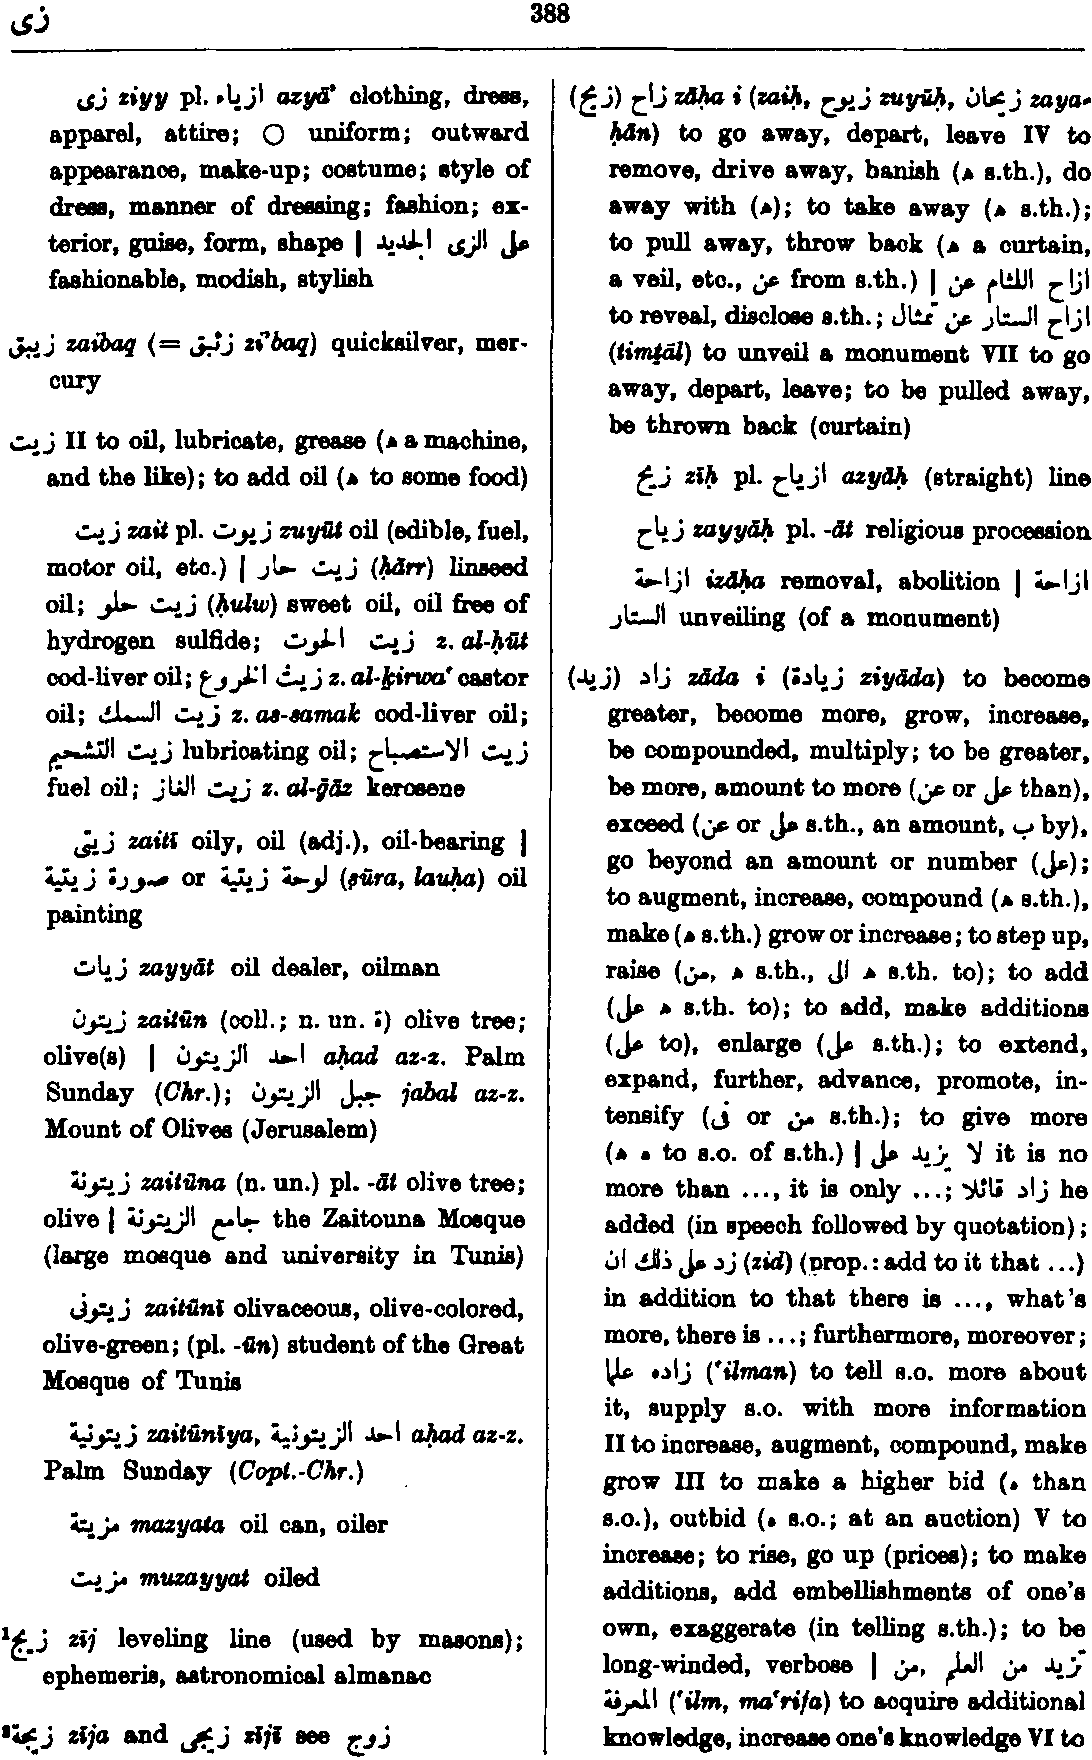 زى
388
زى ziyy pl. ازياء azyā’ clothing, dress,
apparel, attire; ○ uniform; outward
appearance, make-up; costume; style of
dress, manner of dressing; fashion; ex-
terior, guise, form, shape | على الزى الجديد
fashionable, modish, stylish
زيبق zaibaq (= زئبق zi’baq) quicksilver, mer-
cury
زيت II to oil, lubricate, grease (ه a machine,
and the like); to add oil (ه to some food)
زيت zait pl. زيوت zuyūt oil (edible, fuel,
motor oil, etc.) | زيت حار (ḥārr) linseed
oil; زيت حلو (ḥulw) sweet oil, oil free of
hydrogen sulfide; زيت الحوت z. al-ḥūt
cod-liver oil; زيت الخروع z. al-ḵirwa‘ castor
oil; زيت السمك z. as-samak cod-liver oil;
زيت التشحيم lubricating oil; زيت الاستصباح
fuel oil; زيت الغاز z. al-ḡāz kerosene
زيتى zaitī oily, oil (adj.), oil-bearing |
صورة زيتية or لوحة زيتية (ṣūra, lauḥa) oil
painting
زيات zayyāt oil dealer, oilman
زيتون zaitūn (coll.; n. un. ة) olive tree;
olive(s) | احد الزيتون aḥad az-z. Palm
Sunday (Chr.); جبل الزيتون jabal az-z.
Mount of Olives (Jerusalem)
زيتونة zaitūna (n. un.) pl. -āt olive tree;
olive | جامع الزيتونة the Zaitouna Mosque
(large mosque and university in Tunis)
زيتونى zaitūnī olivaceous, olive-colored,
olive-green; (pl. -ūn) student of the Great
Mosque of Tunis
زيتونية zaitūnīya, احد الزيتونية aḥad az-z.
Palm Sunday (Copt.-Chr.)
مزيتة mazyata oil can, oiler
مزيت muzayyat oiled
¹زيج zīj leveling line (used by masons);
ephemeris, astronomical almanac
²زيجة zīja and زيجى zījī see زوج
(زيح) زاح zāḥa i (zaiḥ, زيوح zuyūḥ, زيحان zaya-
ḥān) to go away, depart, leave IV to
remove, drive away, banish (ه s.th.), do
away with (ه); to take away (ه s.th.);
to pull away, throw back (ه a curtain,
a veil, etc., عن from s.th.) | ازاح اللثام عن
to reveal, disclose s.th.; ازاح الستار عن تمثال
(timṯāl) to unveil a monument VII to go
away, depart, leave; to be pulled away,
be thrown back (curtain)
زيح zīḥ pl. ازياح azyāḥ (straight) line
زياح zayyāḥ pl. -āt religious procession
ازاحة izāḥa removal, abolition | ازاحة
الستار unveiling (of a monument)
(زيد) زاد zāda i (زيادة ziyāda) to become
greater, become more, grow, increase,
be compounded, multiply; to be greater,
be more, amount to more (عن or على than),
exceed (عن or على s.th., an amount, ب by),
go beyond an amount or number (على);
to augment, increase, compound (ه s.th.),
make (ه s.th.) grow or increase; to step up,
raise (من, ه s.th., الى ه s.th. to); to add
(على ه s.th. to); to add, make additions
(على to), enlarge (على s.th.); to extend,
expand, further, advance, promote, in-
tensify (فى or من s.th.); to give more
(ه ه to s.o. of s.th.) | لا يزيد على it is no
more than ..., it is only ...; زاد قائلا he
added (in speech followed by quotation);
زد على ذلك ان (zid) (prop.: add to it that ...)
in addition to that there is ..., what’s
more, there is ...; furthermore, moreover;
زاده علما (‘ilman) to tell s.o. more about
it, supply s.o. with more information
II to increase, augment, compound, make
grow III to make a higher bid (ه than
s.o.), outbid (ه s.o.; at an auction) V to
increase; to rise, go up (prices); to make
additions, add embellishments of one’s
own, exaggerate (in telling s.th.); to be
long-winded, verbose | تزيد من العلم, من
المعرفة (‘ilm, ma‘rifa) to acquire additional
knowledge, increase one’s knowledge VI to